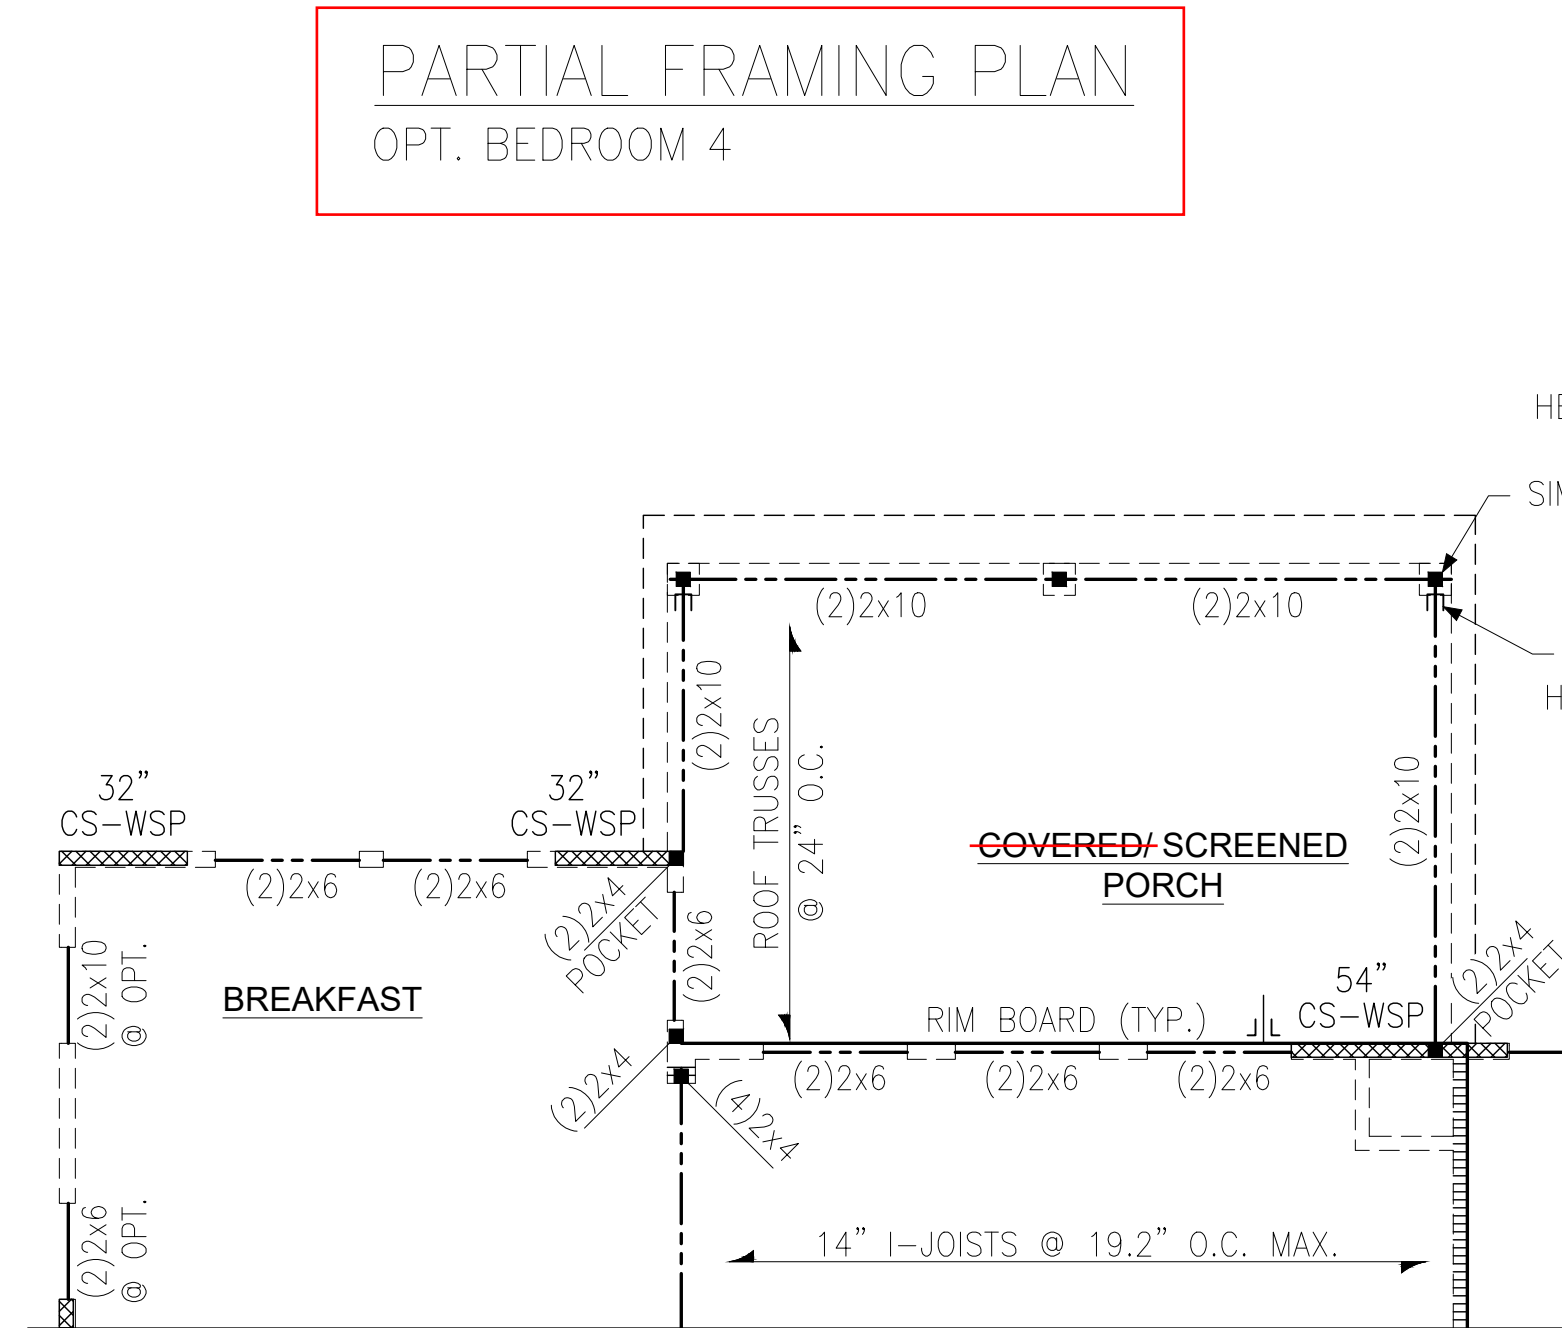 PARTIAL FRAMING PLAN
OPT. BEDROOM 4
HE
SIM
(2)2x10
(2)2x10
H
(2)2x10
ROOF TRUSSES
@ 24" O.C.
(2)2x10
32"
CS-WSP
32"
CS-WSP
COVERED/ SCREENED
PORCH
(2)2x6
(2)2x6
(2)2x4
POCKET
(2)2x6
(2)2x10
@ OPT.
BREAKFAST
RIM BOARD (TYP.)
54"
CS-WSP
(2)2x4
POCKET
(2)2x6
(2)2x6
(2)2x6
(2)2x4
(4)2x4
(2)2x6
@ OPT.
14" I-JOISTS @ 19.2" O.C. MAX.